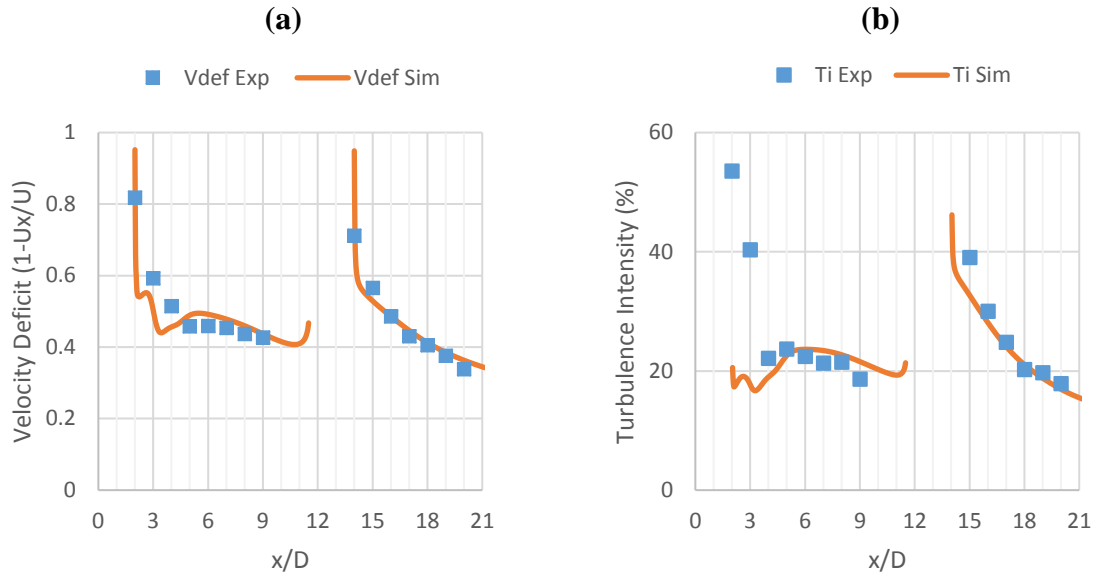 (a)
Vdef Exp Vdef Sim
Velocity Deficit (1-Ux/U)
1
0.8
0.6
0.4
0.2
0
0 3 6 9 12 15 18 21
x/D
(b)
Ti Exp Ti Sim
Turbulence Intensity (%)
60
40
20
0
0 3 6 9 12 15 18 21
x/D